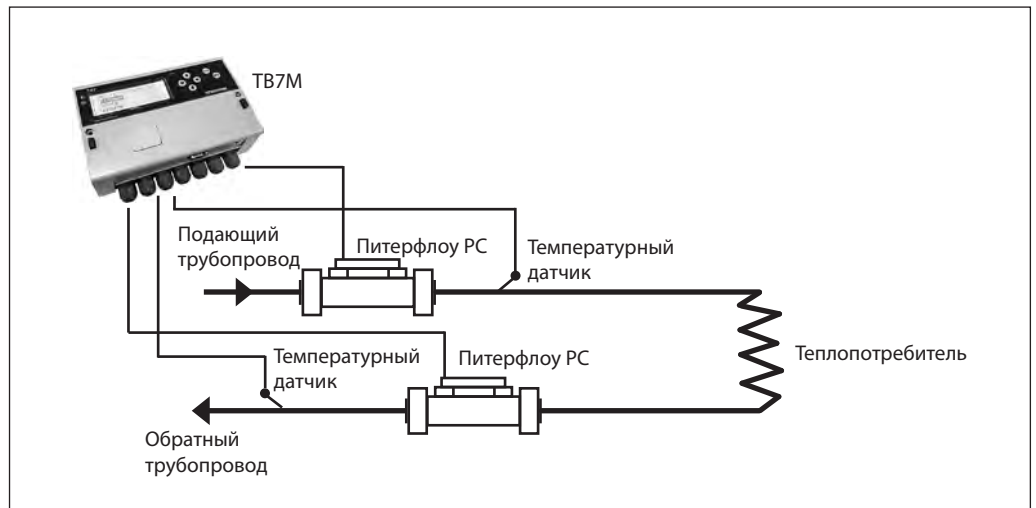 ТВ7М
Подающий
трубопровод
Питерфлоу РС
Температурный
датчик
Температурный
датчик
Питерфлоу РС
Теплопотребитель
Обратный
трубопровод